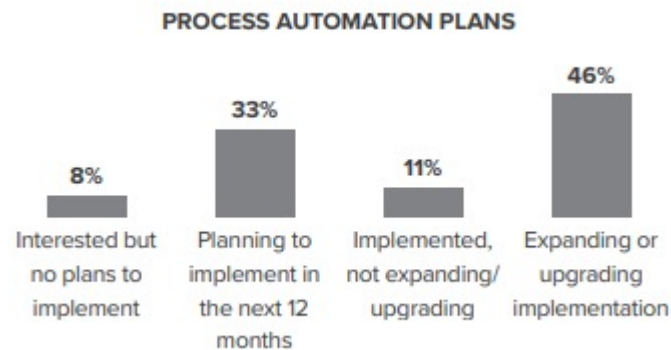 PROCESS AUTOMATION PLANS
46%
33%
11%
8%
Interested but
no plans to
implement
Planning to
implement in
the next 12
months
Implemented,
not expanding/
upgrading
Expanding or
upgrading
implementation